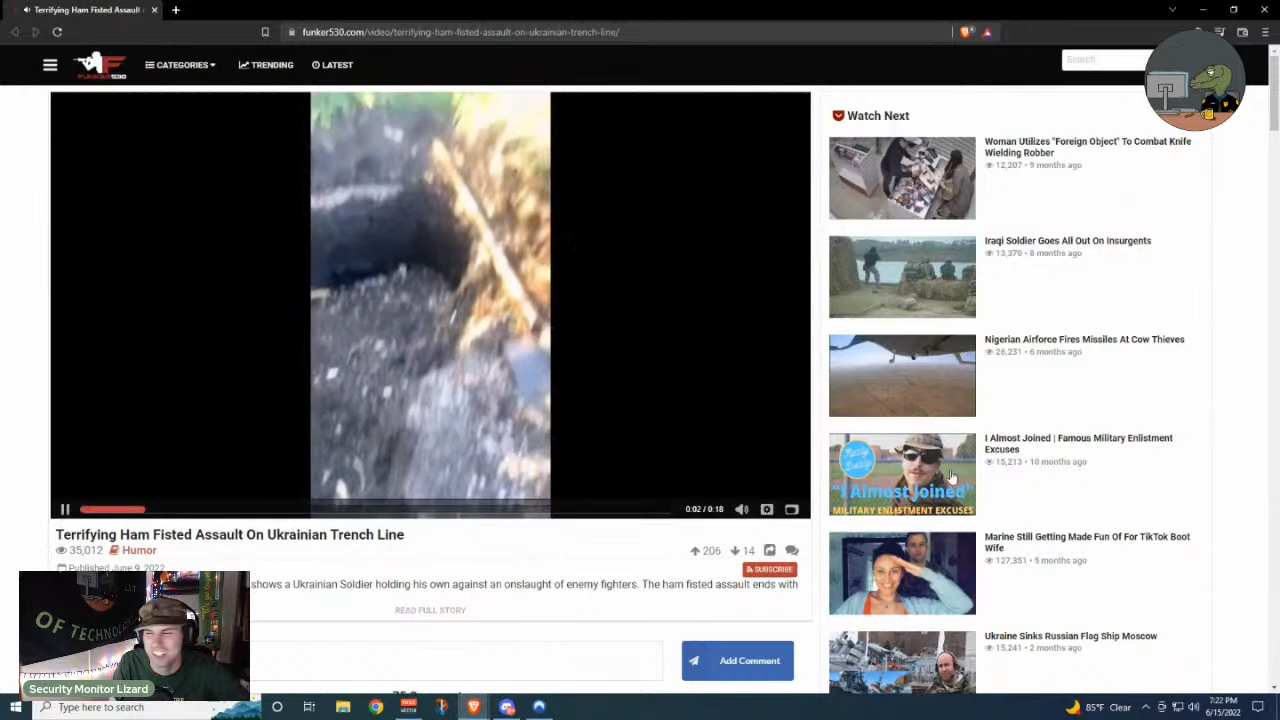 Terrifying Ham Fisted Assault
funker530.com/video/terrifying-ham-fisted-assault-on-ukrainian-trench-line/
FUNKER530
CATEGORIES
TRENDING
LATEST
Search
Watch Next
Woman Utilizes "Foreign Object" To Combat Knife
Wielding Robber
12,207 • 9 months ago
Iraqi Soldier Goes All Out On Insurgents
13,370 • 8 months ago
Nigerian Airforce Fires Missiles At Cow Thieves
26,231 • 6 months ago
"I Almost Joined"
MILITARY ENLISTMENT EXCUSES
I Almost Joined | Famous Military Enlistment
Excuses
15,213 • 10 months ago
Marine Still Getting Made Fun Of For TikTok Boot
Wife
127,351 • 5 months ago
Ukraine Sinks Russian Flag Ship Moscow
15,241 • 2 months ago
0:02 / 0:18
Terrifying Ham Fisted Assault On Ukrainian Trench Line
35,012 Humor
206 14
Published June 9, 2022
SUBSCRIBE
shows a Ukrainian Soldier holding his own against an onslaught of enemy fighters. The ham fisted assault ends with
READ FULL STORY
Add Comment
Security Monitor Lizard
Type here to search
85°F Clear
7:22 PM
6/15/2022